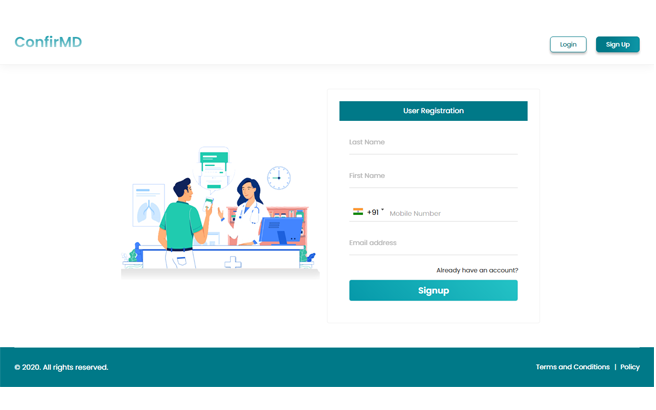 ConfirMD
Login
Sign Up
User Registration
Last Name
First Name
+91
Mobile Number
Email address
Already have an account?
Signup
© 2020. All rights reserved.
Terms and Conditions | Policy